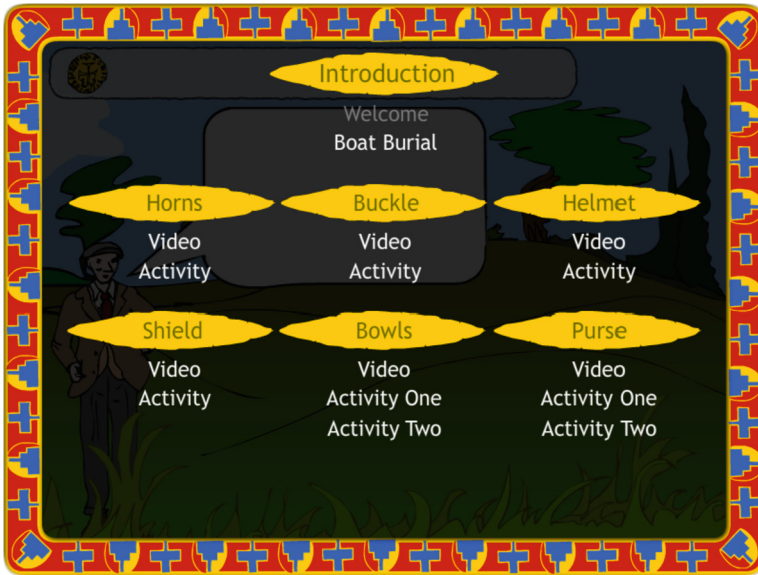 Introduction
Welcome
Boat Burial
Horns
Video
Activity
Buckle
Video
Activity
Helmet
Video
Activity
Shield
Video
Activity
Bowls
Video
Activity One
Activity Two
Purse
Video
Activity One
Activity Two